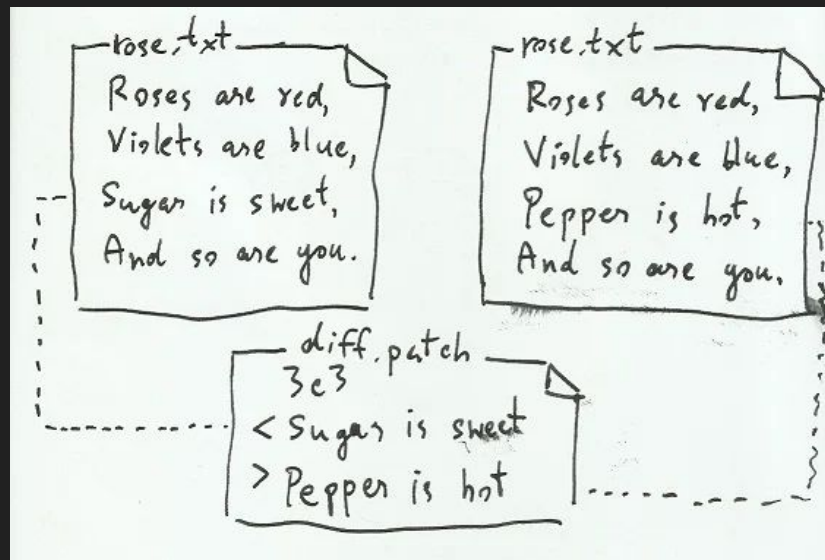 rose.txt
Roses are red,
Violets are blue,
Sugar is sweet,
And so are you.
rose.txt
Roses are red,
Violets are blue,
Pepper is hot,
And so are you.
diff.patch
3c3
< Sugar is sweet
> Pepper is hot